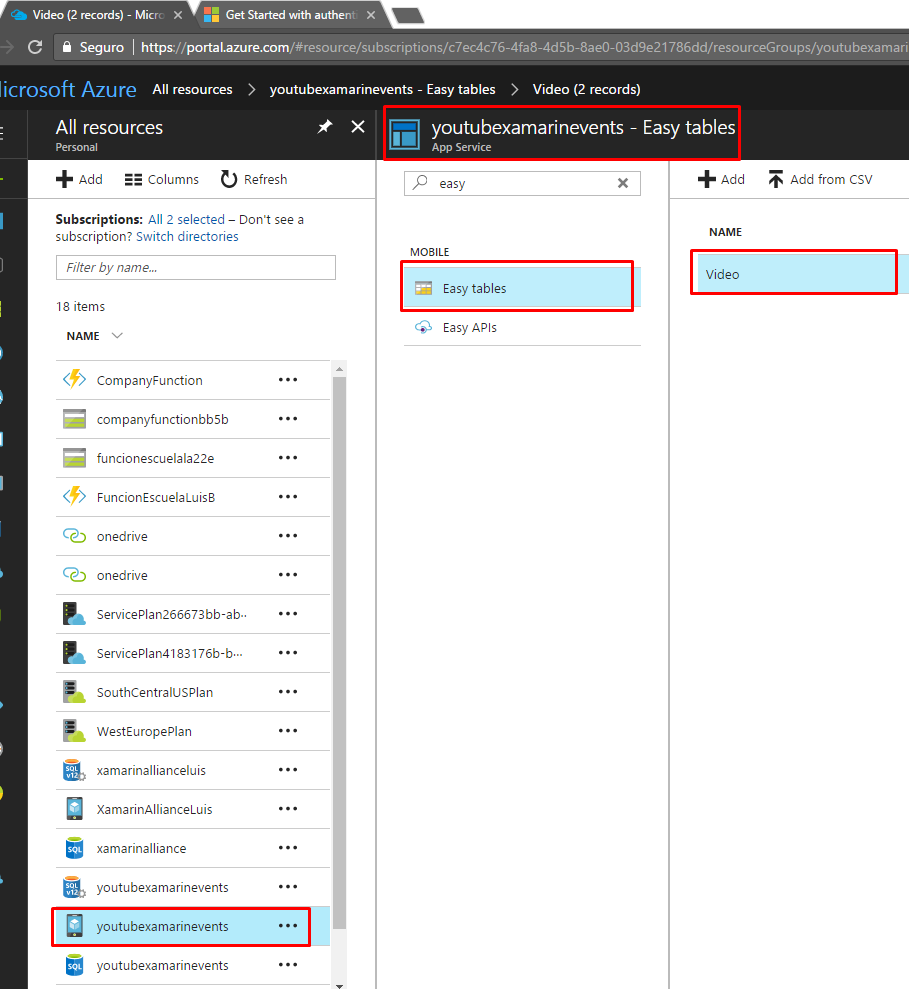 Video (2 records) - Micro
Get Started with authenti
Seguro
https://portal.azure.com/#resource/subscriptions/c7ec4c76-4fa8-4d5b-8ae0-03d9e21786dd/resourceGroups/youtubexamari
Microsoft Azure
All resources
youtubexamarinevents - Easy tables
Video (2 records)
All resources
Personal
Add
Columns
Refresh
Subscriptions: All 2 selected – Don't see a
subscription? Switch directories
Filter by name...
18 items
NAME
CompanyFunction
companyfunctionbb5b
funcionescuelala22e
FuncionEscuelaLuisB
onedrive
onedrive
ServicePlan266673bb-ab···
ServicePlan4183176b-b···
SouthCentralUSPlan
WestEuropePlan
xamarinallianceluis
XamarinAllianceLuis
xamarinalliance
youtubexamarinevents
youtubexamarinevents
youtubexamarinevents
youtubexamarinevents - Easy tables
App Service
easy
MOBILE
Easy tables
Easy APIs
Add
Add from CSV
NAME
Video